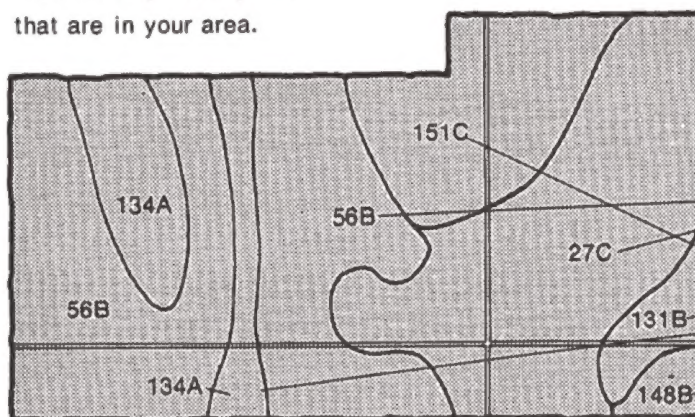 that are in your area.
151C
134A
56B
27C
56B
131B
134A
148B